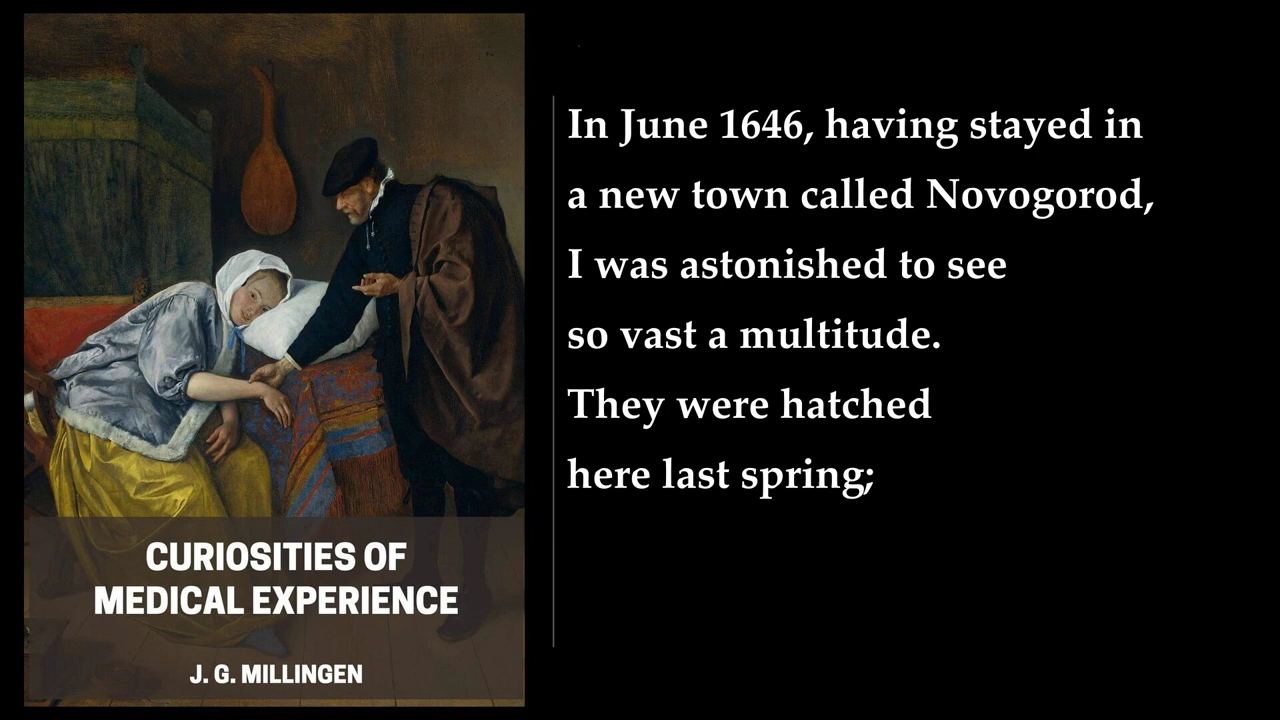 CURIOSITIES OF
MEDICAL EXPERIENCE
J. G. MILLINGEN
In June 1646, having stayed in
a new town called Novogorod,
I was astonished to see
so vast a multitude.
They were hatched
here last spring;